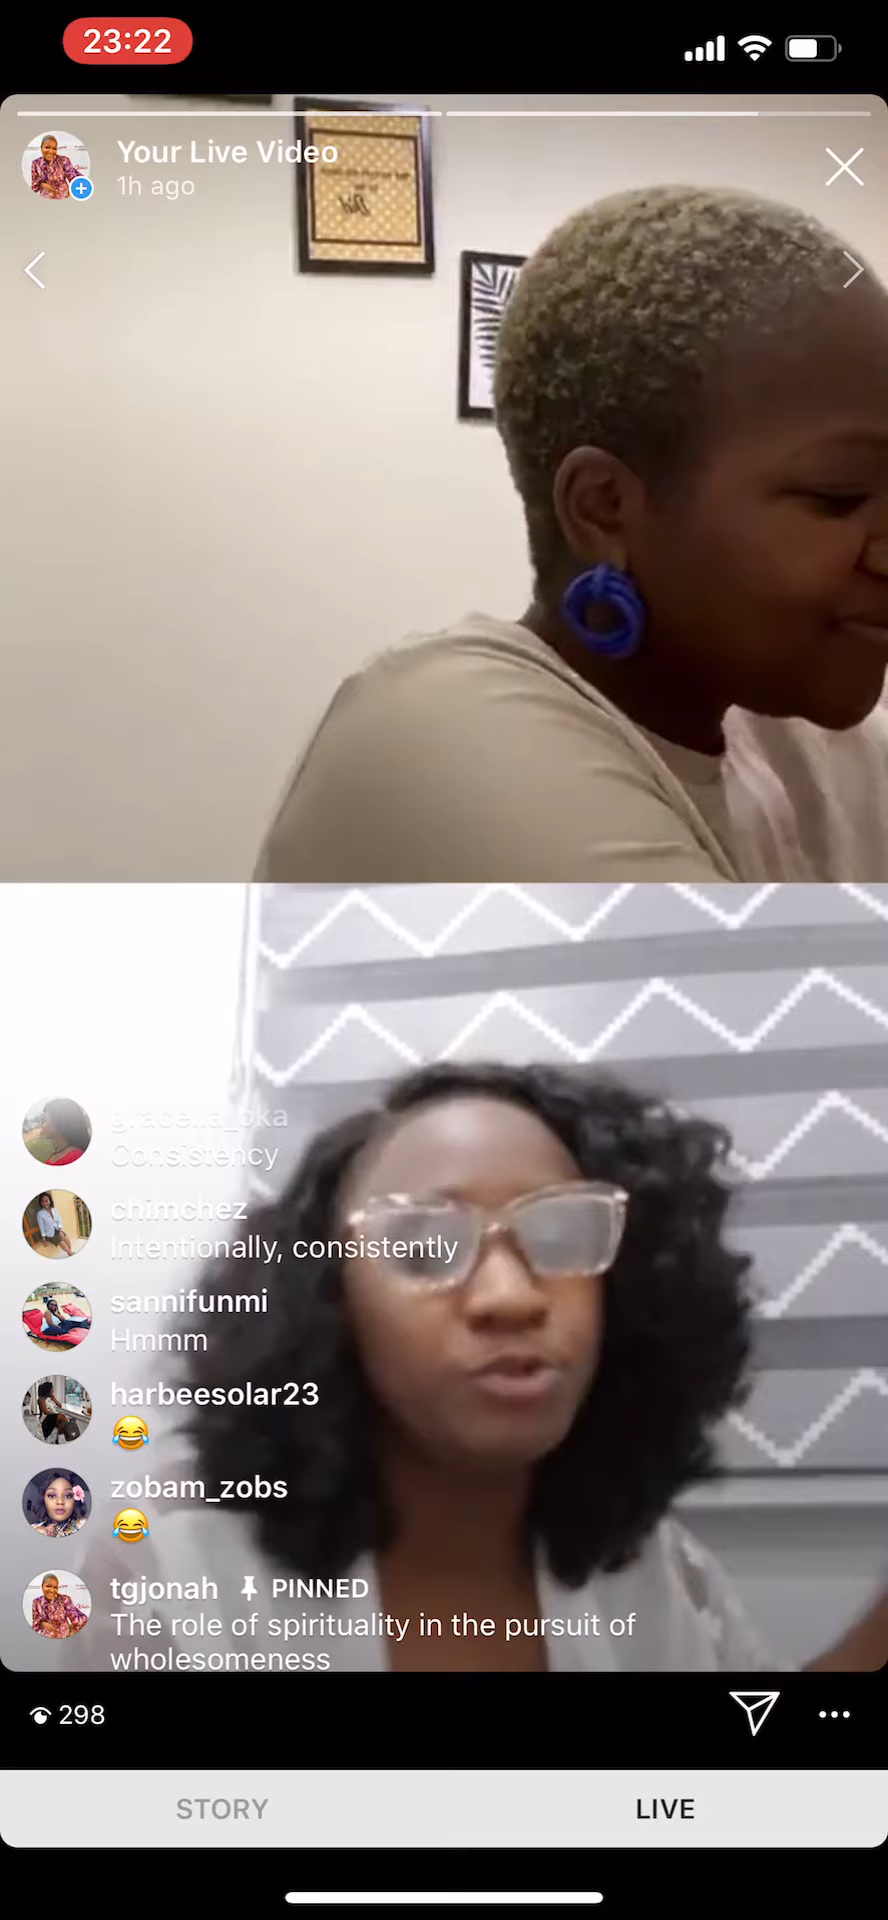 23:22
Your Live Video
1h ago
Consistency
chimchez
Intentionally, consistently
sannifunmi
Hmmm
harbeesolar23
😂
zobam_zobs
😂
tgjonah PINNED
The role of spirituality in the pursuit of
wholesomeness
298
STORY
LIVE